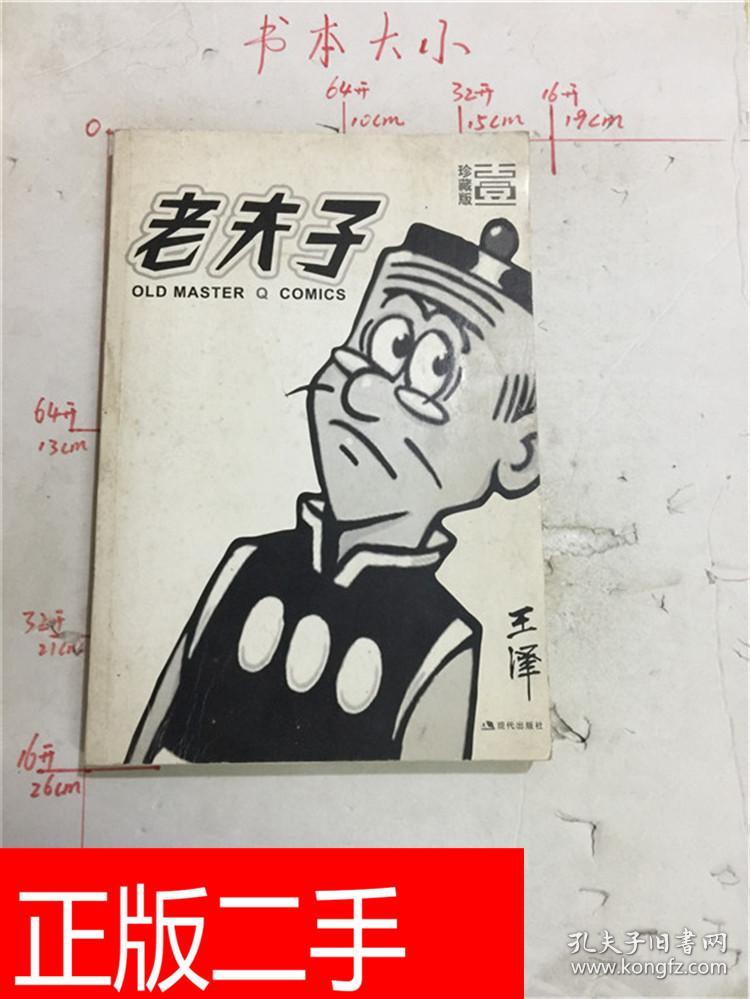 书本大小
64开 32开 16开
0 10cm 15cm 19cm
珍藏版 壹
老夫子
OLD MASTER Q COMICS
64开
13cm
王泽
32开
21cm
现代出版社
16开
26cm
正版二手
孔夫子旧书网
www.kongfz.com